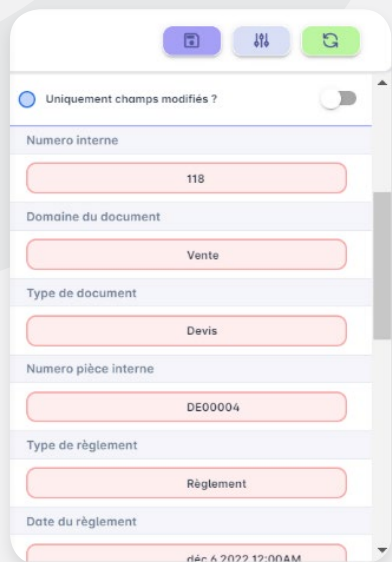 Uniquement champs modifiés ?
Numero interne
118
Domaine du document
Vente
Type de document
Devis
Numero pièce interne
DE00004
Type de règlement
Règlement
Date du règlement
déc 6 2022 12:00AM